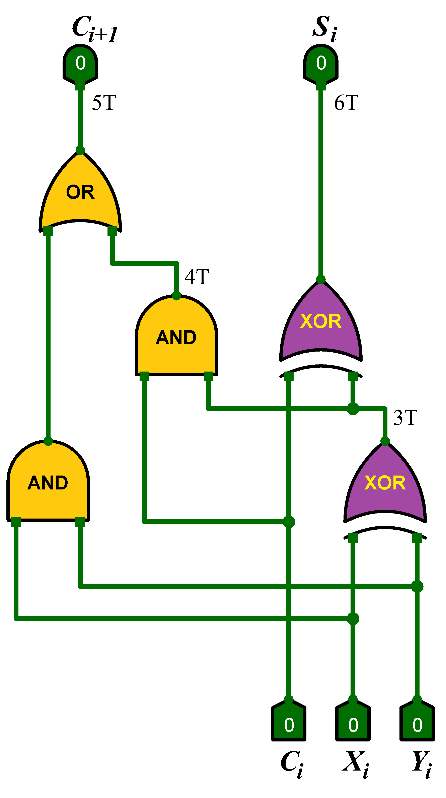 C_{i+1} S_i
0 0
5T 6T
OR
4T
XOR
AND
3T
AND XOR
0 0 0
C_i X_i Y_i